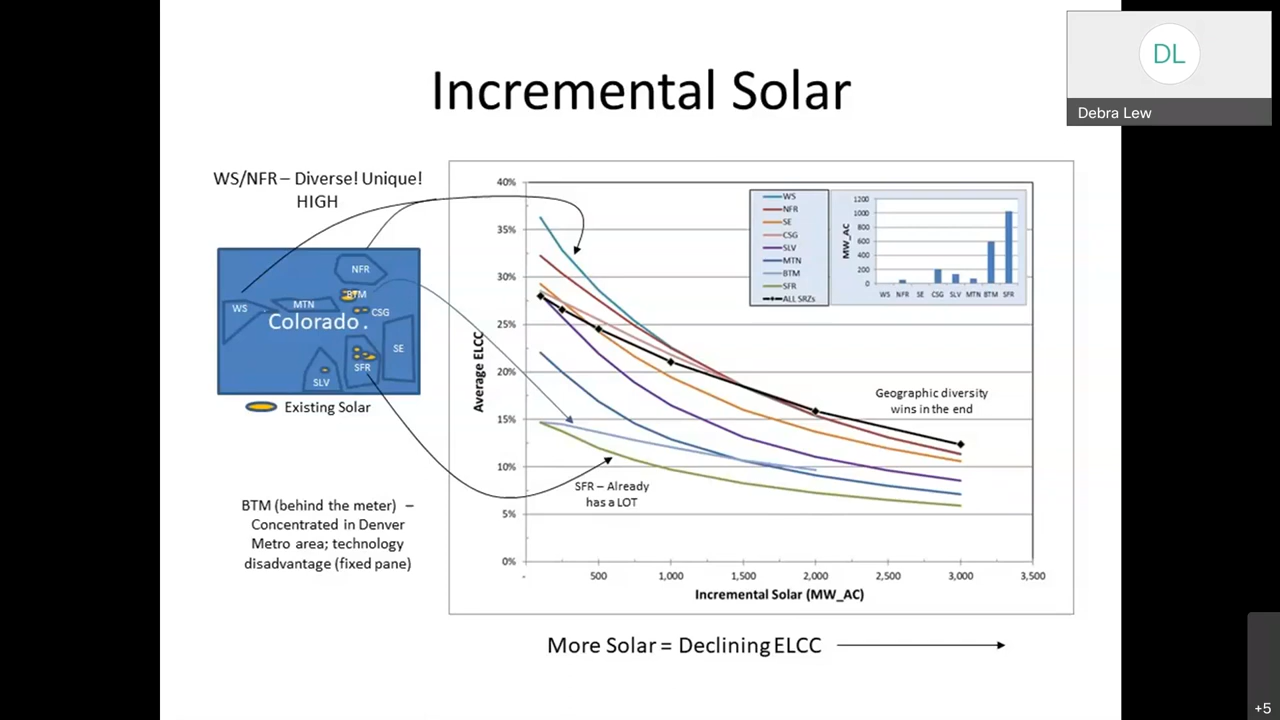 Incremental Solar
DL
Debra Lew
WS/NFR – Diverse! Unique!
HIGH
NFR
BTM
WS
MTN
CSG
Colorado.
SE
SFR
SLV
Existing Solar
BTM (behind the meter) –
Concentrated in Denver
Metro area; technology
disadvantage (fixed pane)
40%
35%
30%
25%
20%
15%
10%
5%
0%
Average ELCC
- 500 1,000 1,500 2,000 2,500 3,000 3,500
Incremental Solar (MW_AC)
WS
NFR
SE
CSG
SLV
MTN
BTM
SFR
ALL SRZs
MW_AC
1200
1000
800
600
400
200
0
WS NFR SE CSG SLV MTN BTM SFR
Geographic diversity
wins in the end
SFR – Already
has a LOT
More Solar = Declining ELCC
+5